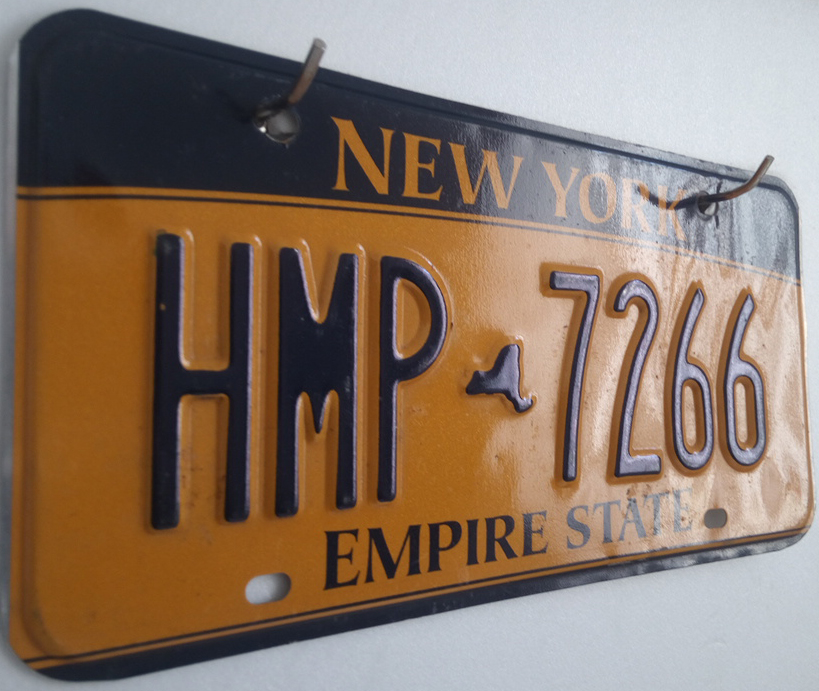 NEW YORK
HMP 7266
EMPIRE STATE